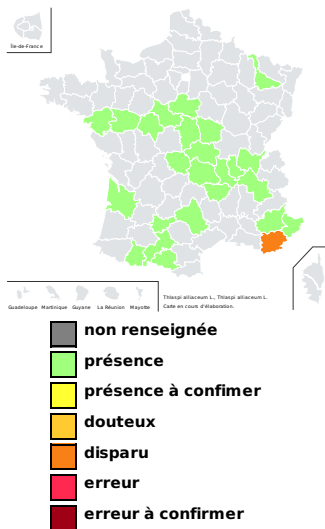 Île-de-France
Thlaspi alliaceum L., Thlaspi alliaceum L.
Carte en cours d'élaboration.
Guadeloupe Martinique Guyane La Réunion Mayotte
non renseignée
présence
présence à confimer
douteux
disparu
erreur
erreur à confirmer